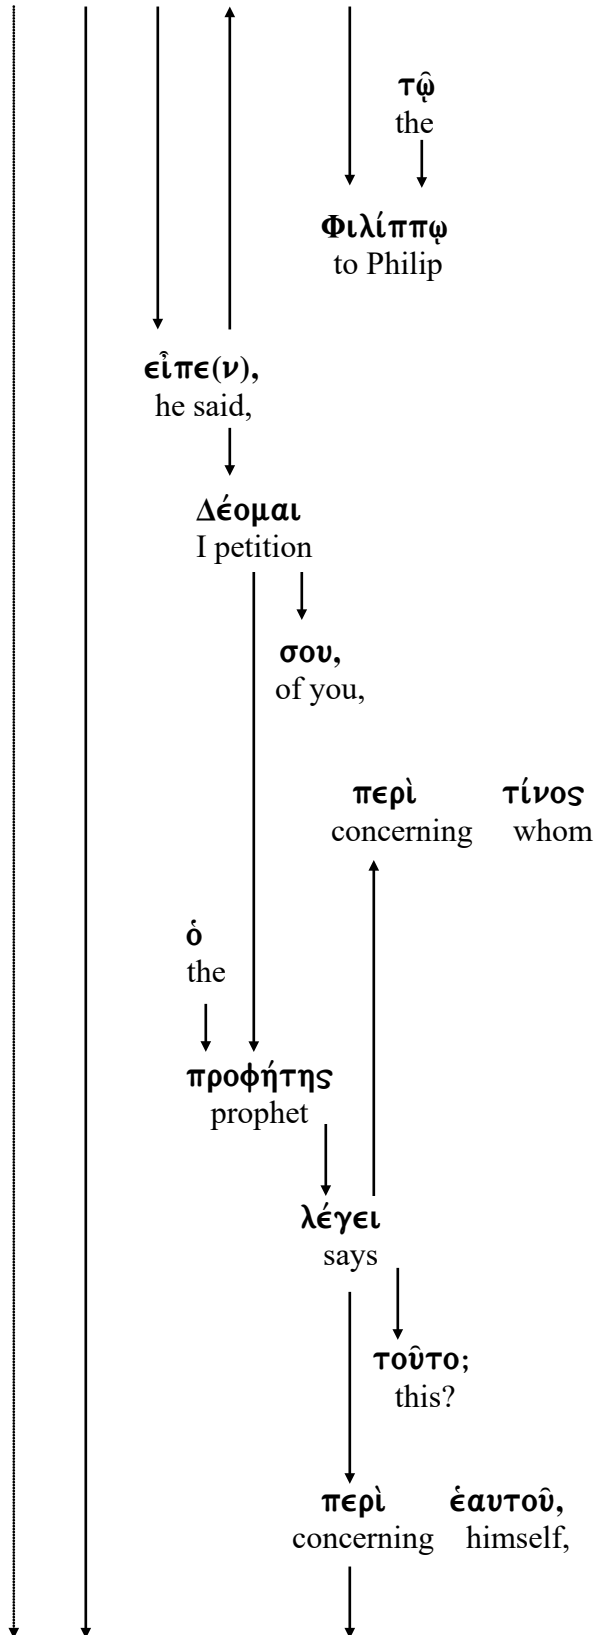 τῷ
the
Φιλίππῳ
to Philip
εἶπε(ν),
he said,
Δέομαι
I petition
σου,
of you,
περὶ τίνος
concerning whom
ὁ
the
προφήτης
prophet
λέγει
says
τοῦτο;
this?
περὶ ἑαυτοῦ,
concerning himself,